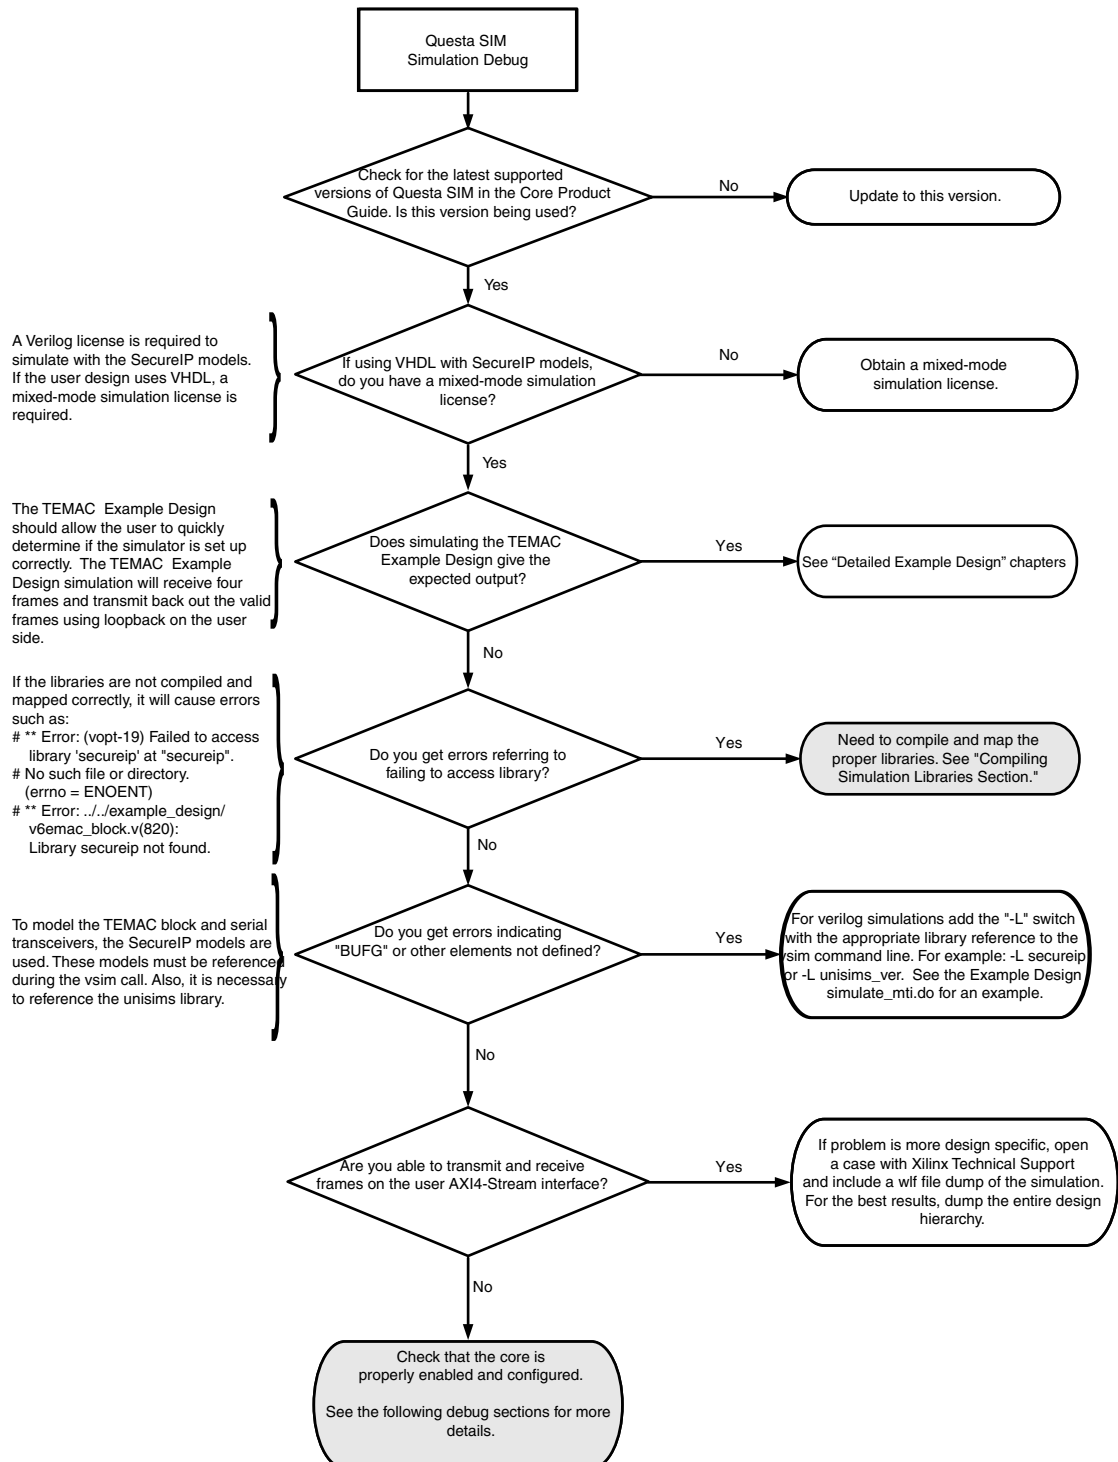 Questa SIM
Simulation Debug
Check for the latest supported
versions of Questa SIM in the Core Product
Guide. Is this version being used?
No
Update to this version.
Yes
A Verilog license is required to
simulate with the SecureIP models.
If the user design uses VHDL, a
mixed-mode simulation license is
required.
If using VHDL with SecureIP models,
do you have a mixed-mode simulation
license?
No
Obtain a mixed-mode
simulation license.
Yes
The TEMAC  Example Design
should allow the user to quickly
determine if the simulator is set up
correctly.  The TEMAC  Example
Design simulation will receive four
frames and transmit back out the valid
frames using loopback on the user
side.
Does simulating the TEMAC
Example Design give the
expected output?
Yes
See “Detailed Example Design” chapters
No
If the libraries are not compiled and
mapped correctly, it will cause errors
such as:
# ** Error: (vopt-19) Failed to access
library 'secureip' at "secureip".
# No such file or directory.
(errno = ENOENT)
# ** Error: ../../example_design/
v6emac_block.v(820):
Library secureip not found.
Do you get errors referring to
failing to access library?
Yes
Need to compile and map the
proper libraries. See "Compiling
Simulation Libraries Section."
No
To model the TEMAC block and serial
transceivers, the SecureIP models are
used. These models must be referenced
during the vsim call. Also, it is necessary
to reference the unisims library.
Do you get errors indicating
"BUFG" or other elements not defined?
Yes
For verilog simulations add the "-L" switch
with the appropriate library reference to the
vsim command line. For example: -L secureip
or -L unisims_ver.  See the Example Design
simulate_mti.do for an example.
No
Are you able to transmit and receive
frames on the user AXI4-Stream interface?
Yes
If problem is more design specific, open
a case with Xilinx Technical Support
and include a wlf file dump of the simulation.
For the best results, dump the entire design
hierarchy.
No
Check that the core is
properly enabled and configured.
See the following debug sections for more
details.